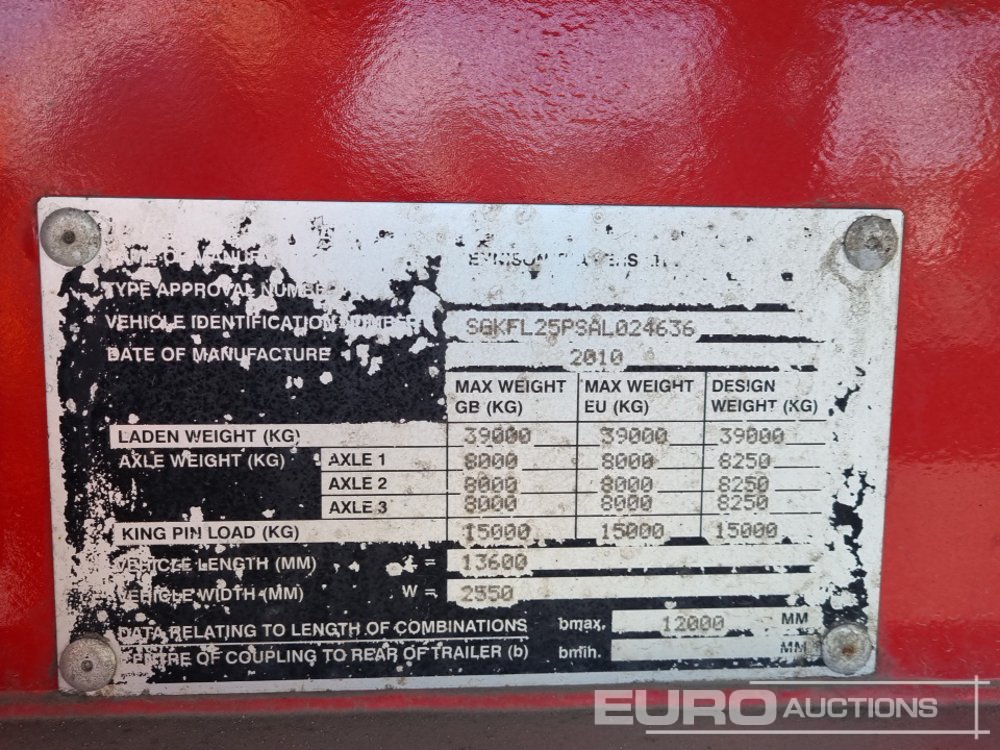 TYPE APPROVAL NUMBER
VEHICLE IDENTIFICATION NUMBER SGKFL25PSAL024636
DATE OF MANUFACTURE 2010
MAX WEIGHT GB (KG) MAX WEIGHT EU (KG) DESIGN WEIGHT (KG)
LADEN WEIGHT (KG) 39000 39000 39000
AXLE WEIGHT (KG) AXLE 1 8000 8000 8250
AXLE 2 8000 8000 8250
AXLE 3 8000 8000 8250
KING PIN LOAD (KG) 15000 15000 15000
VEHICLE LENGTH (MM) = 13600
VEHICLE WIDTH (MM) W = 2550
DATA RELATING TO LENGTH OF COMBINATIONS bmax. 12000 MM
CENTRE OF COUPLING TO REAR OF TRAILER (b) bmin. MM
EURO AUCTIONS